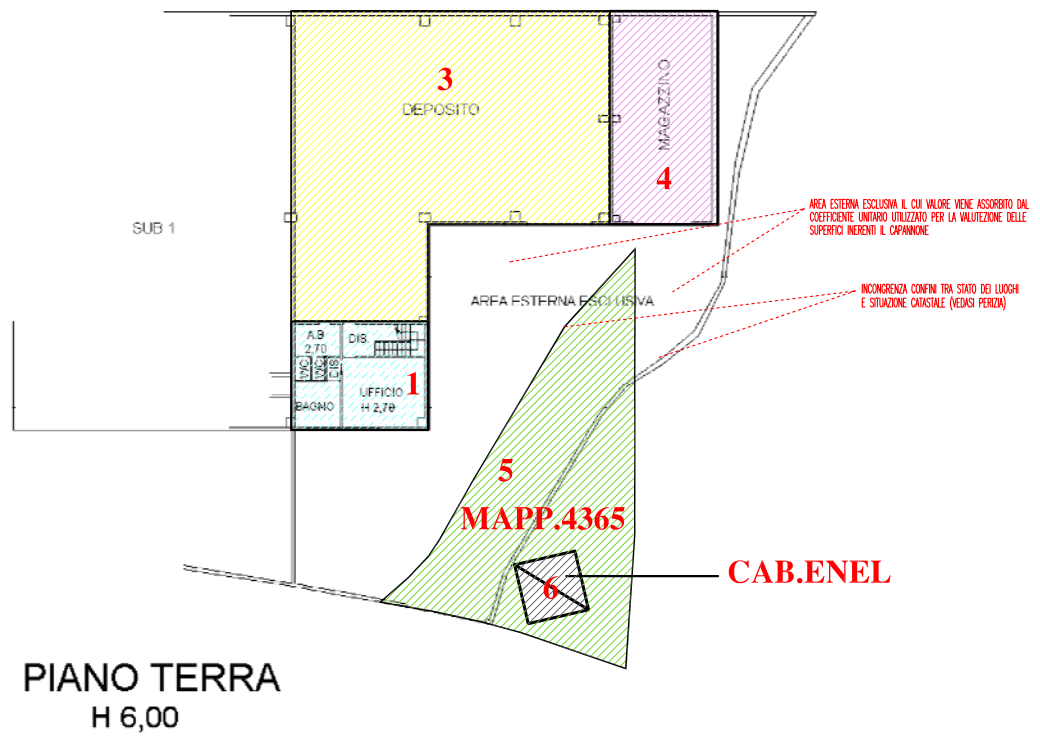 3
DEPOSITO
MAGAZZINO
4
SUB 1
AREA ESTERNA ESCLUSIVA IL CUI VALORE VIENE ASSORBITO DAL
COEFFICIENTE UNITARIO UTILIZZATO PER LA VALUTEZIONE DELLE
SUPERFICI INERENTI IL CAPANNONE
AREA ESTERNA ESCLUSIVA
INCONGRENZA CONFINI TRA STATO DEI LUOGHI
E SITUAZIONE CATASTALE (VEDASI PERIZIA)
A.B
2,70
DIS.
WC
WC
DIS
1
UFFICIO
H 2,70
BAGNO
5
MAPP.4365
6
CAB.ENEL
PIANO TERRA
H 6,00